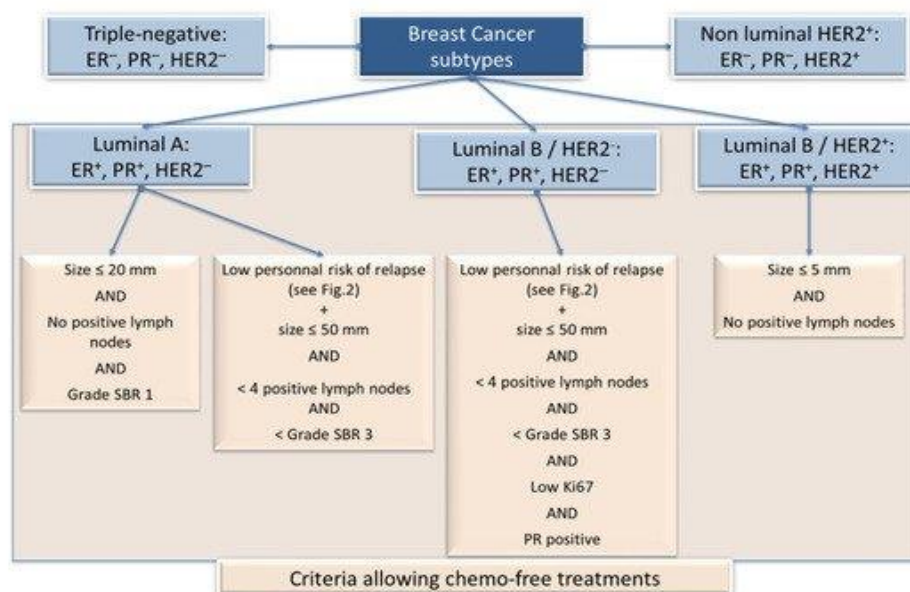 Triple-negative:
ER⁻, PR⁻, HER2⁻
Breast Cancer
subtypes
Non luminal HER2⁺:
ER⁻, PR⁻, HER2⁺
Luminal A:
ER⁺, PR⁺, HER2⁻
Luminal B / HER2⁻:
ER⁺, PR⁺, HER2⁻
Luminal B / HER2⁺:
ER⁺, PR⁺, HER2⁺
Size ≤ 20 mm
AND
No positive lymph
nodes
AND
Grade SBR 1
Low personnal risk of relapse
(see Fig.2)
+
size ≤ 50 mm
AND
< 4 positive lymph nodes
AND
< Grade SBR 3
Low personnal risk of relapse
(see Fig.2)
+
size ≤ 50 mm
AND
< 4 positive lymph nodes
AND
< Grade SBR 3
AND
Low Ki67
AND
PR positive
Size ≤ 5 mm
AND
No positive lymph nodes
Criteria allowing chemo-free treatments